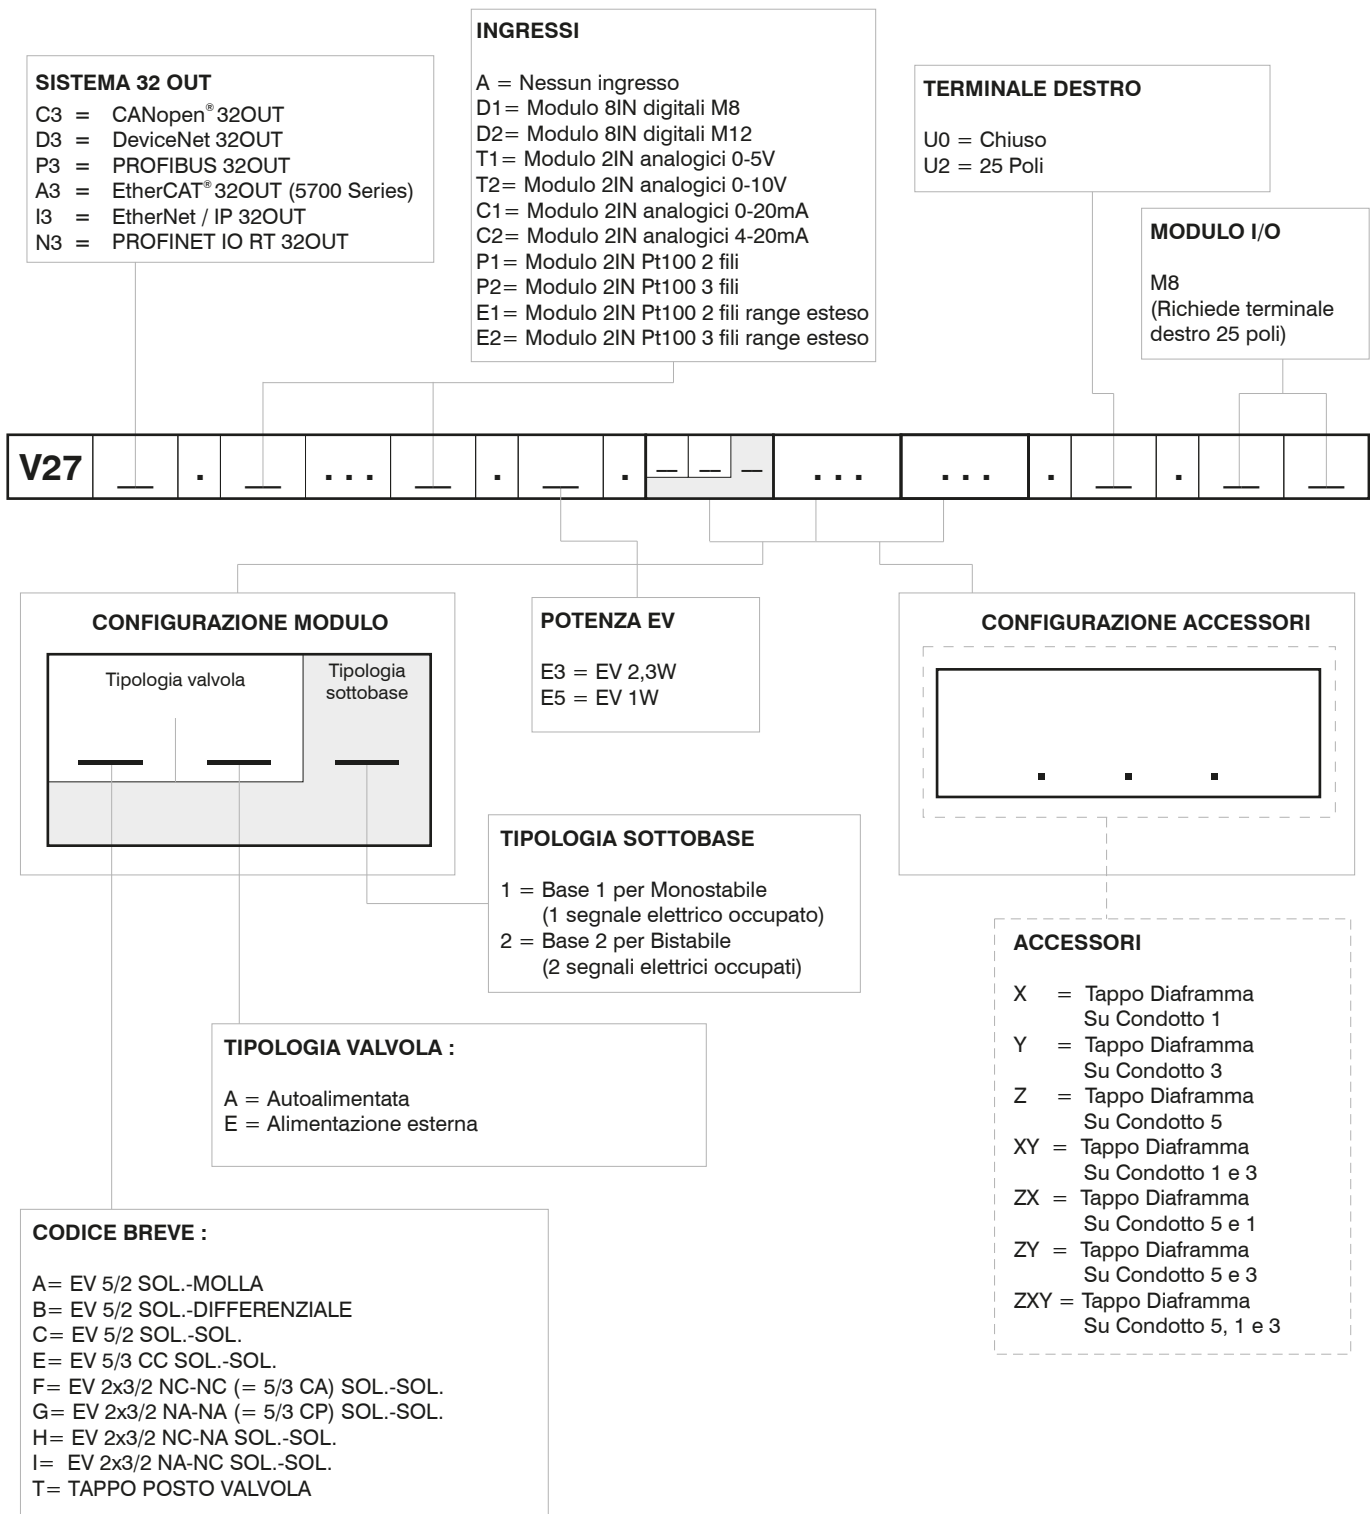 SISTEMA 32 OUT
C3 = CANopen® 32OUT
D3 = DeviceNet 32OUT
P3 = PROFIBUS 32OUT
A3 = EtherCAT® 32OUT (5700 Series)
I3 = EtherNet / IP 32OUT
N3 = PROFINET IO RT 32OUT
INGRESSI
A = Nessun ingresso
D1= Modulo 8IN digitali M8
D2= Modulo 8IN digitali M12
T1= Modulo 2IN analogici 0-5V
T2= Modulo 2IN analogici 0-10V
C1= Modulo 2IN analogici 0-20mA
C2= Modulo 2IN analogici 4-20mA
P1= Modulo 2IN Pt100 2 fili
P2= Modulo 2IN Pt100 3 fili
E1= Modulo 2IN Pt100 2 fili range esteso
E2= Modulo 2IN Pt100 3 fili range esteso
TERMINALE DESTRO
U0 = Chiuso
U2 = 25 Poli
MODULO I/O
M8
(Richiede terminale
destro 25 poli)
V27 __ . __ ... __ . __ . __ __ __ ... ... . __ . __ __
CONFIGURAZIONE MODULO
Tipologia valvola
Tipologia
sottobase
POTENZA EV
E3 = EV 2,3W
E5 = EV 1W
CONFIGURAZIONE ACCESSORI
. . .
TIPOLOGIA SOTTOBASE
1 = Base 1 per Monostabile
(1 segnale elettrico occupato)
2 = Base 2 per Bistabile
(2 segnali elettrici occupati)
ACCESSORI
X = Tappo Diaframma
Su Condotto 1
Y = Tappo Diaframma
Su Condotto 3
Z = Tappo Diaframma
Su Condotto 5
XY = Tappo Diaframma
Su Condotto 1 e 3
ZX = Tappo Diaframma
Su Condotto 5 e 1
ZY = Tappo Diaframma
Su Condotto 5 e 3
ZXY = Tappo Diaframma
Su Condotto 5, 1 e 3
TIPOLOGIA VALVOLA :
A = Autoalimentata
E = Alimentazione esterna
CODICE BREVE :
A= EV 5/2 SOL.-MOLLA
B= EV 5/2 SOL.-DIFFERENZIALE
C= EV 5/2 SOL.-SOL.
E= EV 5/3 CC SOL.-SOL.
F= EV 2x3/2 NC-NC (= 5/3 CA) SOL.-SOL.
G= EV 2x3/2 NA-NA (= 5/3 CP) SOL.-SOL.
H= EV 2x3/2 NC-NA SOL.-SOL.
I= EV 2x3/2 NA-NC SOL.-SOL.
T= TAPPO POSTO VALVOLA